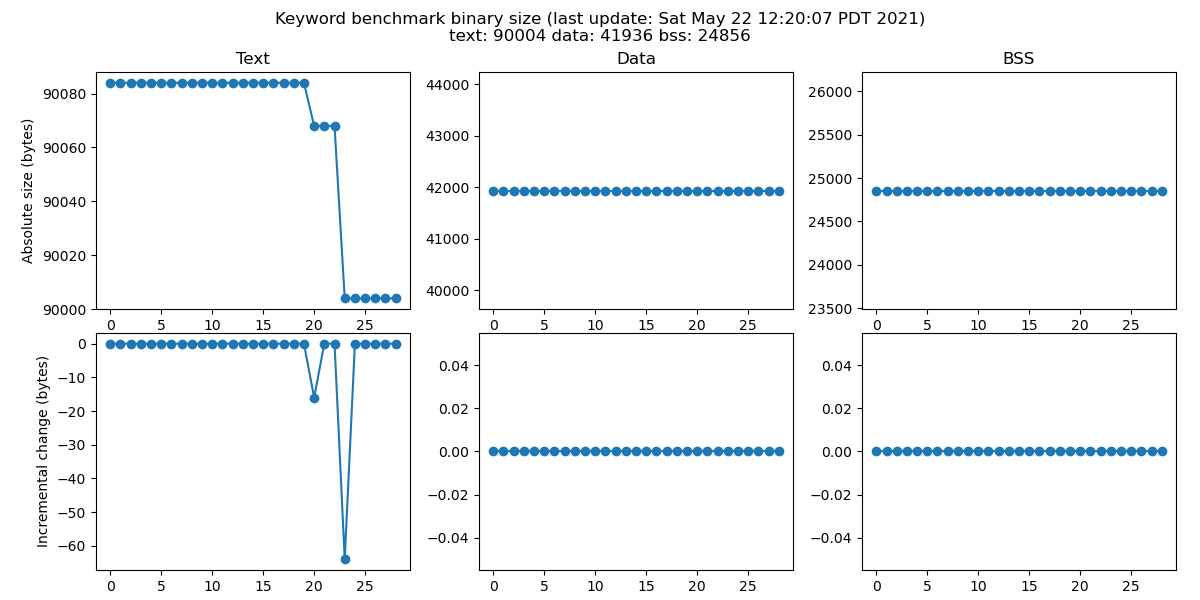 Keyword benchmark binary size (last update: Sat May 22 12:20:07 PDT 2021)
text: 90004 data: 41936 bss: 24856
Text
Absolute size (bytes)
90080
90060
90040
90020
90000
0 5 10 15 20 25
Data
44000
43000
42000
41000
40000
0 5 10 15 20 25
BSS
26000
25500
25000
24500
24000
23500
0 5 10 15 20 25
Incremental change (bytes)
0
−10
−20
−30
−40
−50
−60
0 5 10 15 20 25
0.04
0.02
0.00
−0.02
−0.04
0 5 10 15 20 25
0.04
0.02
0.00
−0.02
−0.04
0 5 10 15 20 25